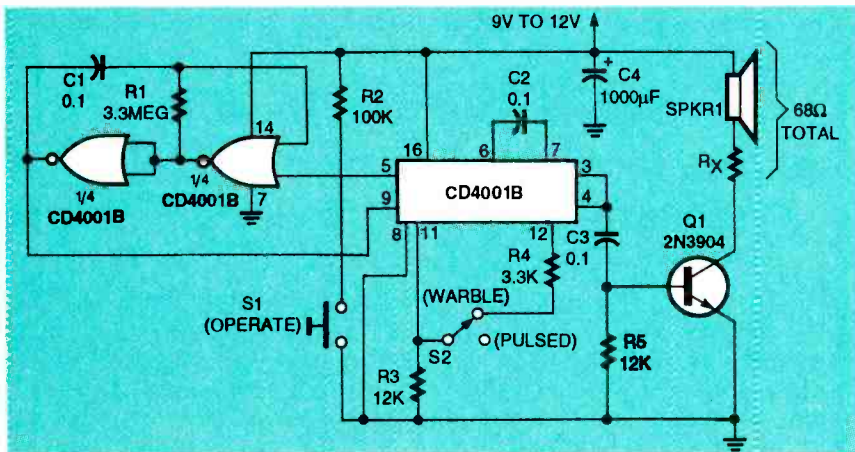 9V TO 12V
C1
0.1
R1
3.3MEG
14
1/4
CD4001B
1/4
CD4001B
7
R2
100K
C2
0.1
C4
1000µF
+
SPKR1
68Ω
TOTAL
RX
16
6
7
5
9
8
11
CD4001B
3
4
12
C3
0.1
R4
3.3K
Q1
2N3904
S1
(OPERATE)
(WARBLE)
S2
(PULSED)
R3
12K
R5
12K